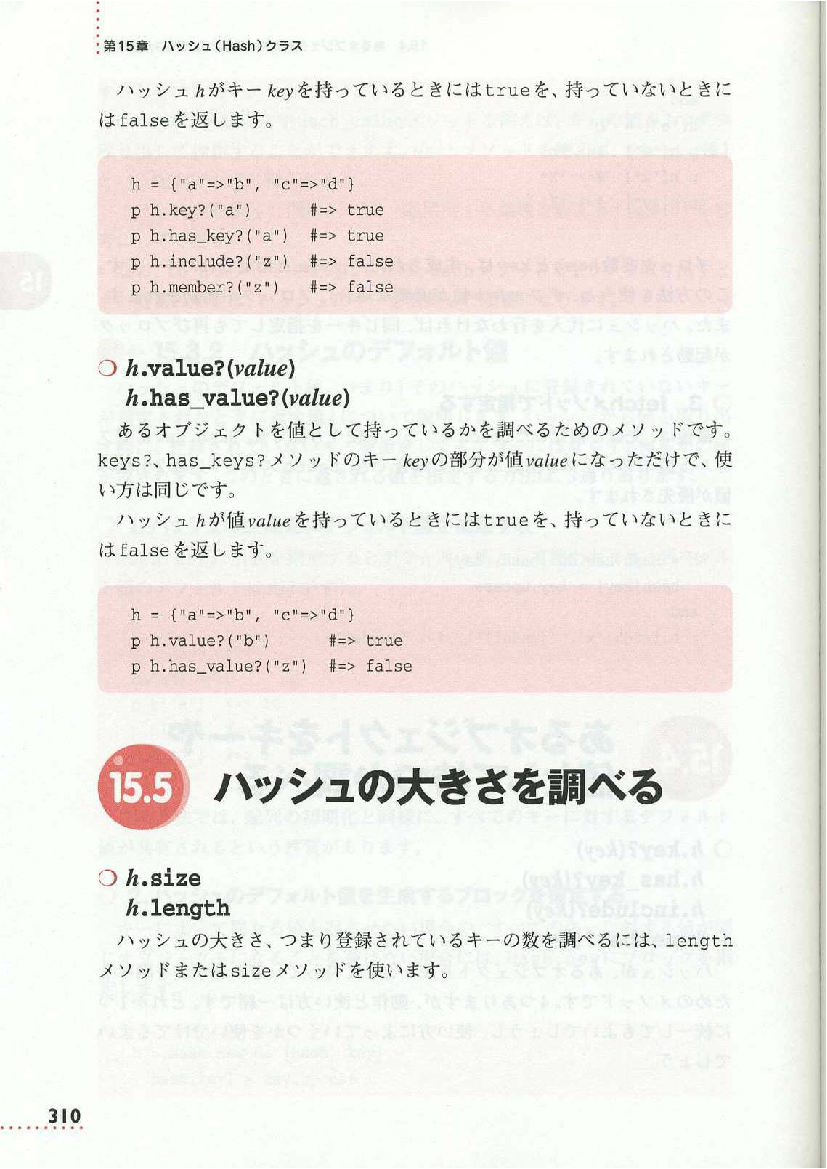 第15章 ハッシュ(Hash)クラス
ハッシュhがキーkeyを持っているときにはtrueを、持っていないときに
はfalseを返します。
h = {"a"=>"b", "c"=>"d"}
p h.key?("a") #=> true
p h.has_key?("a") #=> true
p h.include?("z") #=> false
p h.member?("z") #=> false
❍ h.value?(value)
h.has_value?(value)
あるオブジェクトを値として持っているかを調べるためのメソッドです。
keys?、has_keys?メソッドのキーkeyの部分が値valueになっただけで、使
い方は同じです。
ハッシュhが値valueを持っているときにはtrueを、持っていないときに
はfalseを返します。
h = {"a"=>"b", "c"=>"d"}
p h.value?("b") #=> true
p h.has_value?("z") #=> false
15.5 ハッシュの大きさを調べる
❍ h.size
h.length
ハッシュの大きさ、つまり登録されているキーの数を調べるには、length
メソッドまたはsizeメソッドを使います。
310